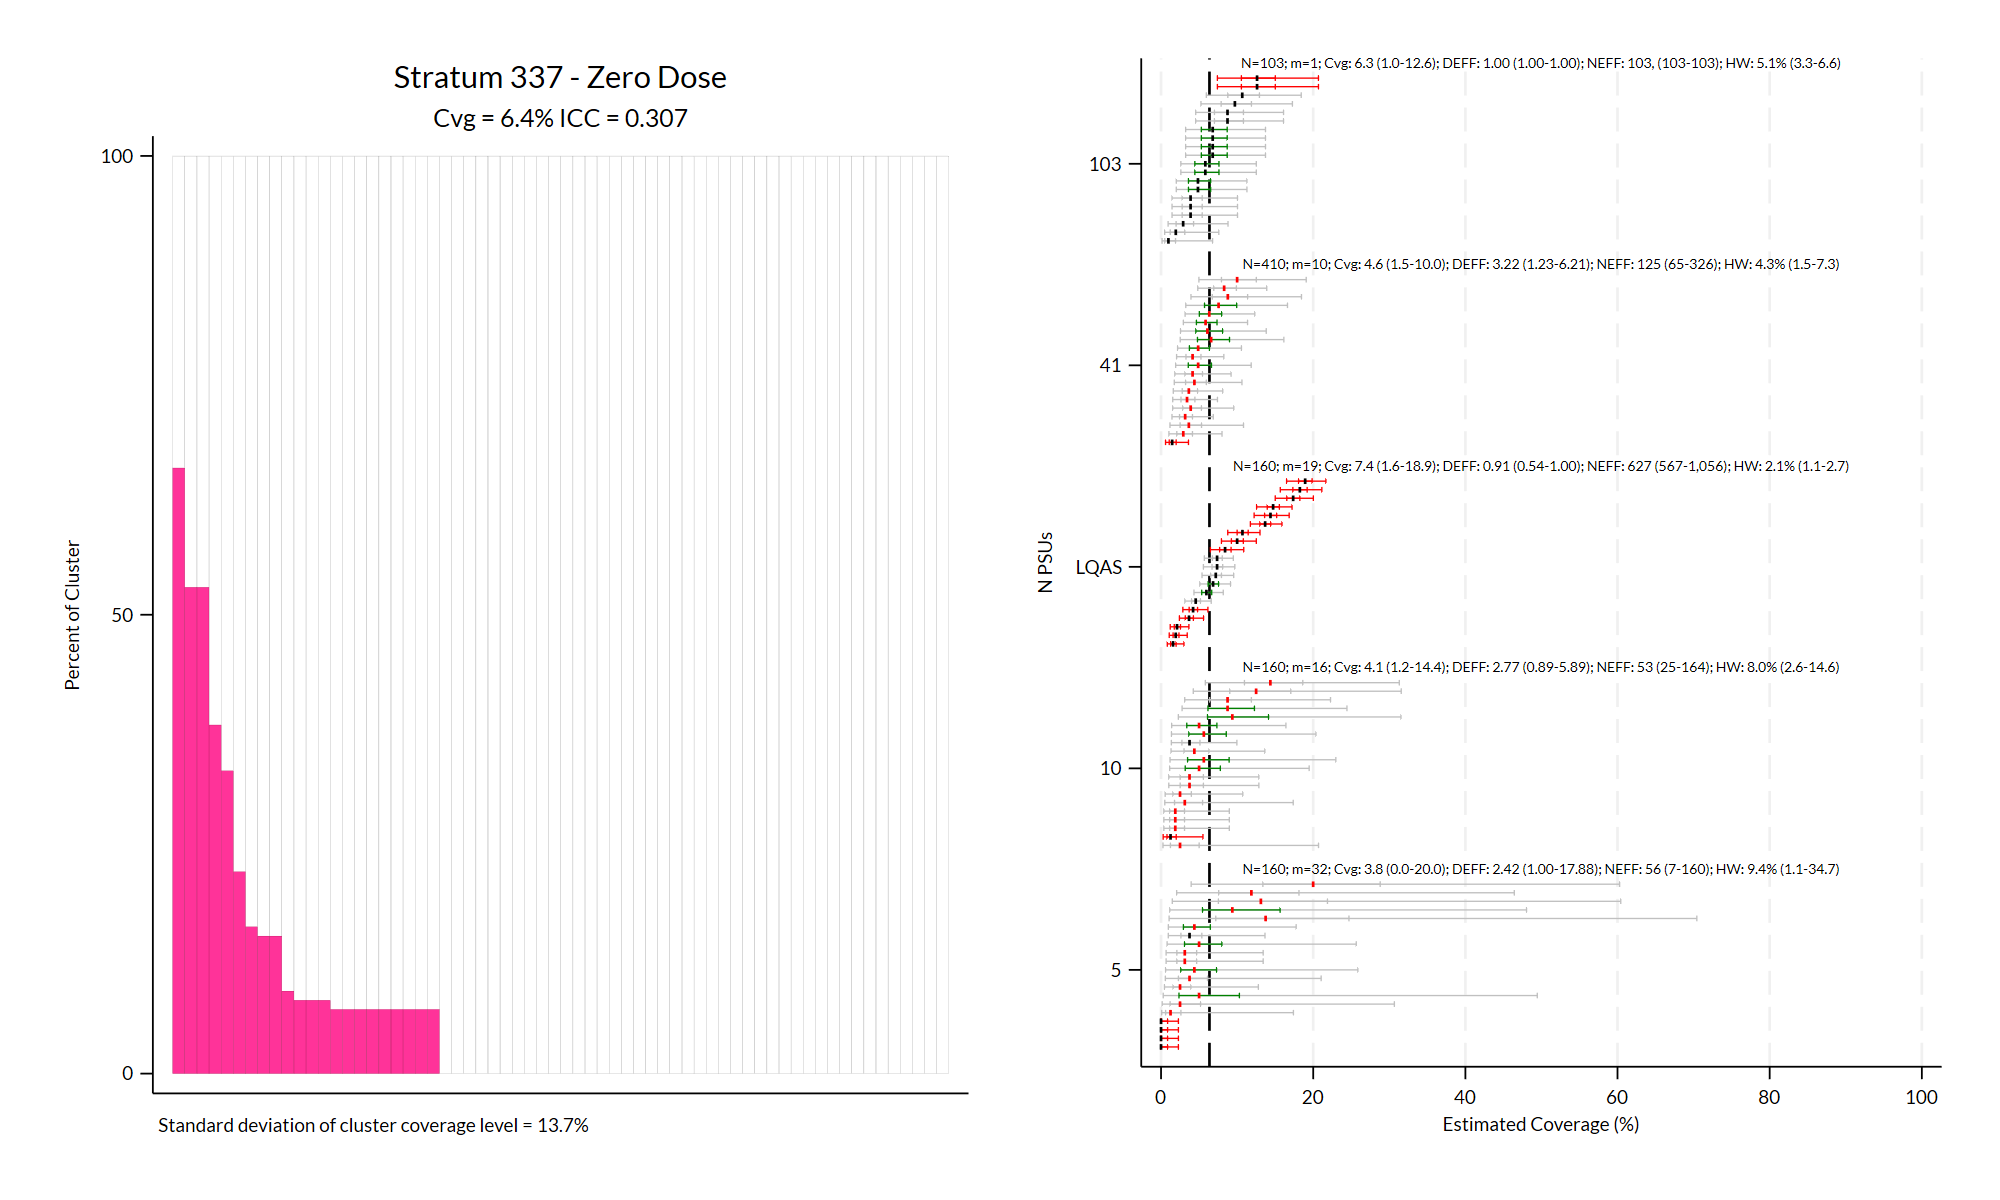 Stratum 337 - Zero Dose
Cvg = 6.4% ICC = 0.307
100
50
0
Percent of Cluster
Standard deviation of cluster coverage level = 13.7%
N=103; m=1; Cvg: 6.3 (1.0-12.6); DEFF: 1.00 (1.00-1.00); NEFF: 103, (103-103); HW: 5.1% (3.3-6.6)
103
N=410; m=10; Cvg: 4.6 (1.5-10.0); DEFF: 3.22 (1.23-6.21); NEFF: 125 (65-326); HW: 4.3% (1.5-7.3)
41
N=160; m=19; Cvg: 7.4 (1.6-18.9); DEFF: 0.91 (0.54-1.00); NEFF: 627 (567-1,056); HW: 2.1% (1.1-2.7)
LQAS
N=160; m=16; Cvg: 4.1 (1.2-14.4); DEFF: 2.77 (0.89-5.89); NEFF: 53 (25-164); HW: 8.0% (2.6-14.6)
10
N=160; m=32; Cvg: 3.8 (0.0-20.0); DEFF: 2.42 (1.00-17.88); NEFF: 56 (7-160); HW: 9.4% (1.1-34.7)
5
N PSUs
0 20 40 60 80 100
Estimated Coverage (%)